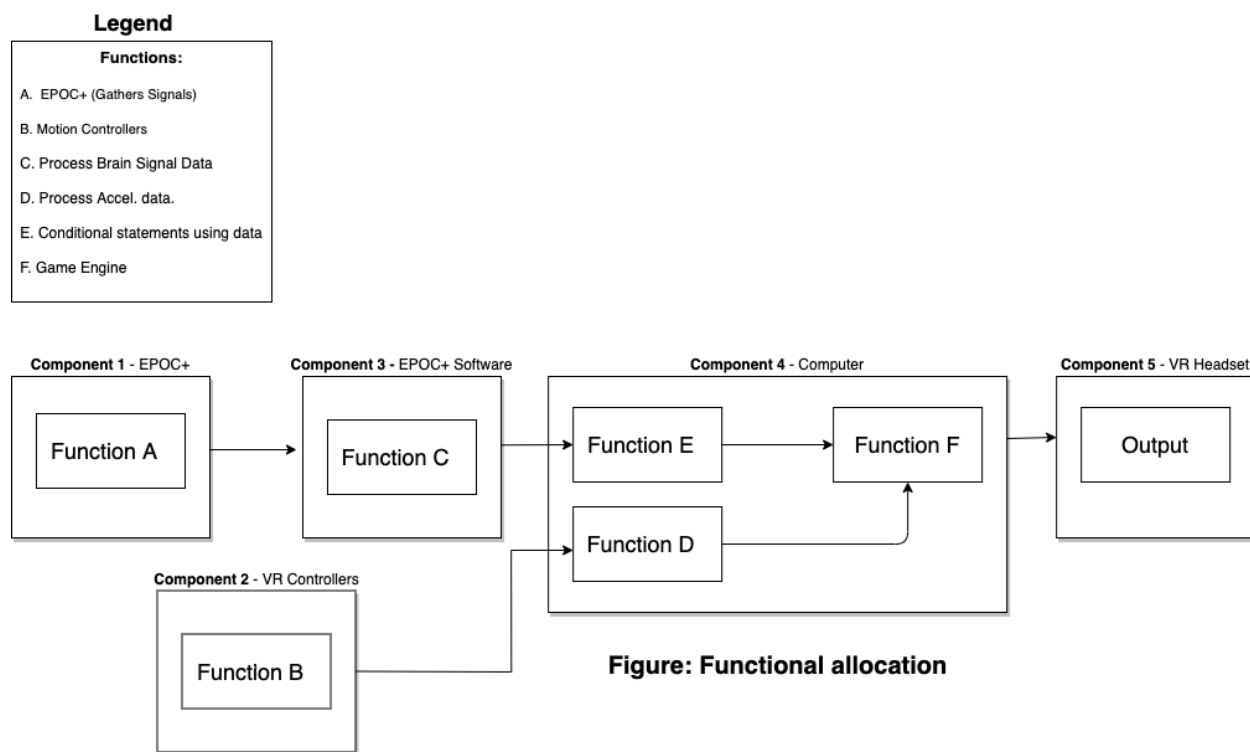 Legend
Functions:
A. EPOC+ (Gathers Signals)
B. Motion Controllers
C. Process Brain Signal Data
D. Process Accel. data.
E. Conditional statements using data
F. Game Engine
Component 1 - EPOC+
Function A
Component 3 - EPOC+ Software
Function C
Component 4 - Computer
Function E
Function F
Function D
Component 5 - VR Headset
Output
Component 2 - VR Controllers
Function B
Figure: Functional allocation